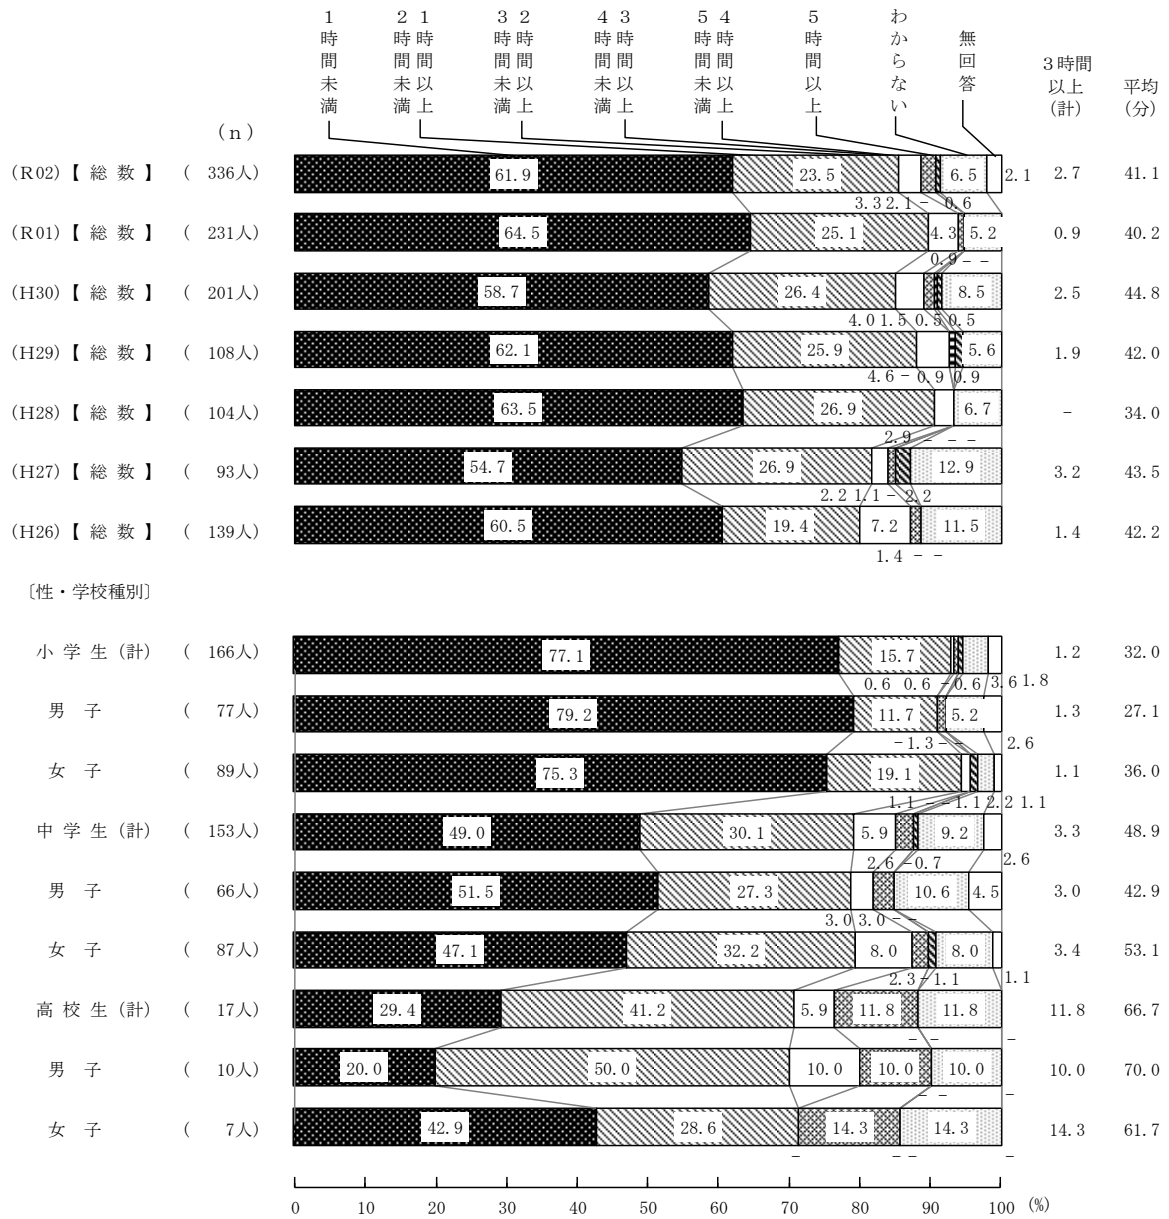 1時間未満
1時間以上
2時間未満
2時間以上
3時間未満
3時間以上
4時間未満
4時間以上
5時間未満
5時間以上
わからない
無回答
3時間以上(計)
平均(分)
(n)
(R02)【 総 数 】 ( 336人) 61.9 23.5 6.5 2.1 2.7 41.1
3.3 2.1 － 0.6
(R01)【 総 数 】 ( 231人) 64.5 25.1 4.3 5.2 0.9 40.2
0.9 － －
(H30)【 総 数 】 ( 201人) 58.7 26.4 8.5 2.5 44.8
4.0 1.5 0.5 0.5
(H29)【 総 数 】 ( 108人) 62.1 25.9 5.6 1.9 42.0
4.6 － 0.9 0.9
(H28)【 総 数 】 ( 104人) 63.5 26.9 6.7 － 34.0
2.9 － － －
(H27)【 総 数 】 ( 93人) 54.7 26.9 12.9 3.2 43.5
2.2 1.1 － 2.2
(H26)【 総 数 】 ( 139人) 60.5 19.4 7.2 11.5 1.4 42.2
1.4 － －
〔性・学校種別〕
小 学 生 (計) ( 166人) 77.1 15.7 1.2 32.0
0.6 0.6 － 0.6 3.6 1.8
男 子 ( 77人) 79.2 11.7 5.2 1.3 27.1
－ 1.3 － － 2.6
女 子 ( 89人) 75.3 19.1 1.1 36.0
1.1 － － 1.1 2.2 1.1
中 学 生 (計) ( 153人) 49.0 30.1 5.9 9.2 3.3 48.9
2.6 － 0.7 2.6
男 子 ( 66人) 51.5 27.3 10.6 4.5 3.0 42.9
3.0 3.0 － －
女 子 ( 87人) 47.1 32.2 8.0 8.0 3.4 53.1
2.3 － 1.1 1.1
高 校 生 (計) ( 17人) 29.4 41.2 5.9 11.8 11.8 11.8 66.7
－ － －
男 子 ( 10人) 20.0 50.0 10.0 10.0 10.0 10.0 70.0
－ － －
女 子 ( 7人) 42.9 28.6 14.3 14.3 14.3 61.7
－ － － －
0 10 20 30 40 50 60 70 80 90 100 (%)